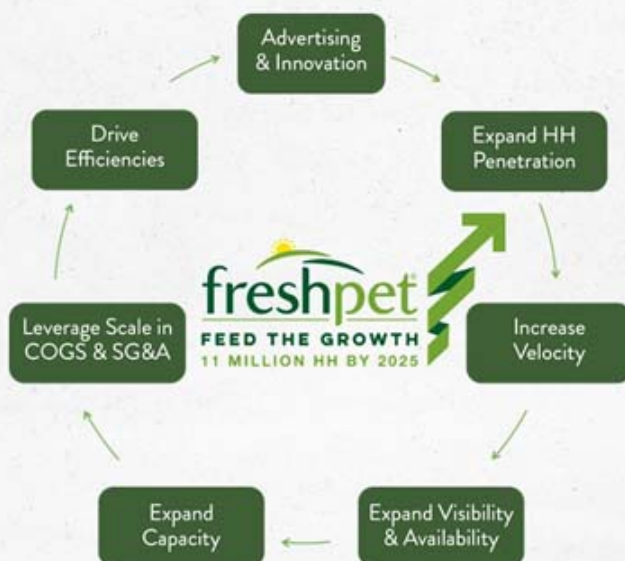 Advertising
& Innovation
Drive
Efficiencies
Expand HH
Penetration
freshpet®
FEED THE GROWTH
11 MILLION HH BY 2025
Leverage Scale in
COGS & SG&A
Increase
Velocity
Expand
Capacity
Expand Visibility
& Availability